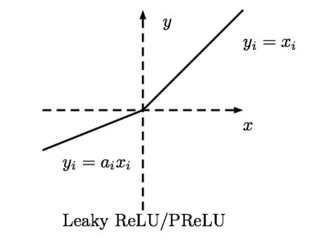 y
y_i = x_i
x
y_i = a_i x_i
Leaky ReLU/PReLU